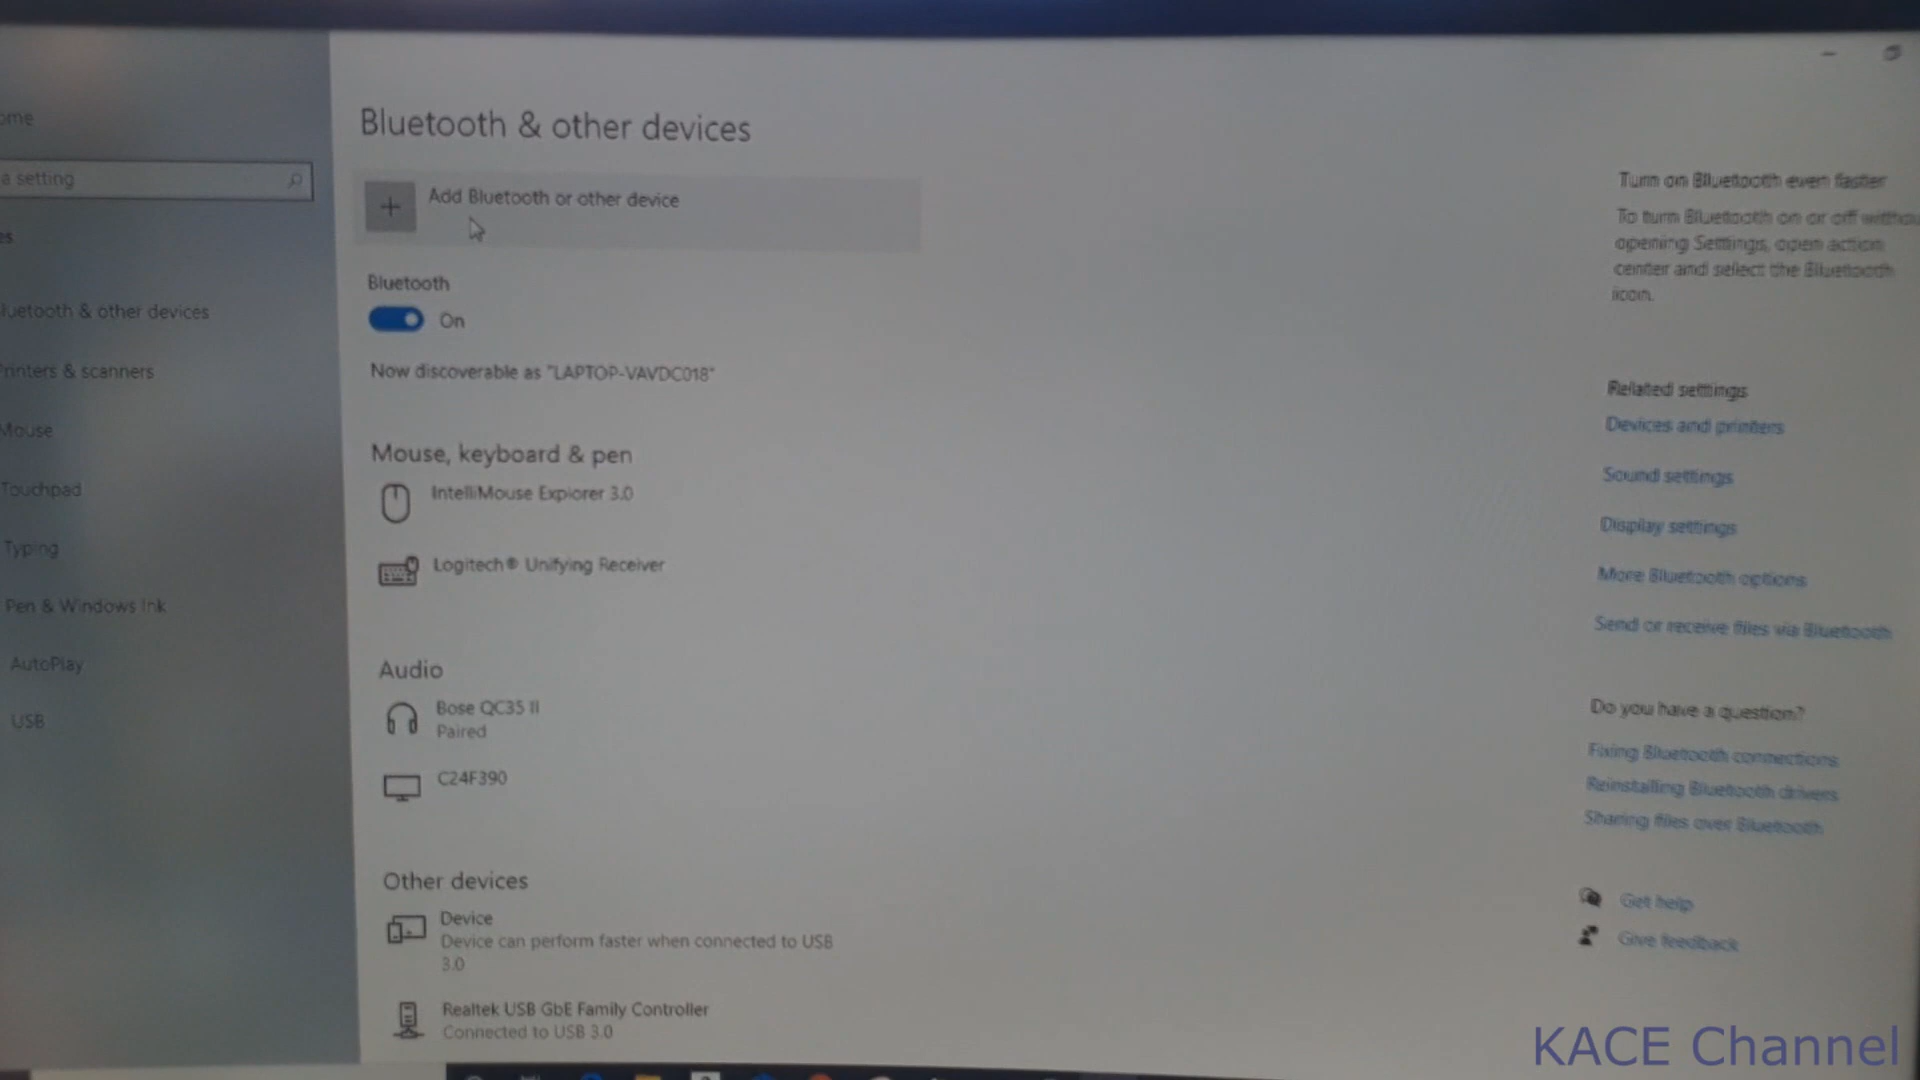 ome
a setting
es
luetooth & other devices
Printers & scanners
Mouse
Touchpad
Typing
Pen & Windows Ink
AutoPlay
USB
Bluetooth & other devices
Add Bluetooth or other device
Bluetooth
On
Now discoverable as "LAPTOP-VAVDC018"
Mouse, keyboard & pen
IntelliMouse Explorer 3.0
Logitech® Unifying Receiver
Audio
Bose QC35 II
Paired
C24F390
Other devices
Device
Device can perform faster when connected to USB
3.0
Realtek USB GbE Family Controller
Connected to USB 3.0
Turn on Bluetooth even faster
To turn Bluetooth on or off withou
opening Settings, open action
center and select the Bluetooth
icon.
Related settings
Devices and printers
Sound settings
Display settings
More Bluetooth options
Send or receive files via Bluetooth
Do you have a question?
Fixing Bluetooth connections
Reinstalling Bluetooth drivers
Sharing files over Bluetooth
Get help
Give feedback
KACE Channel